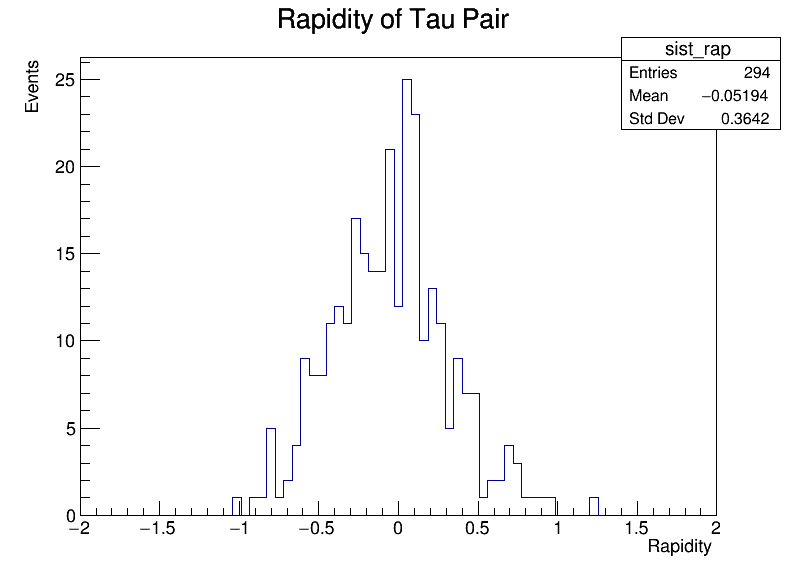 Rapidity of Tau Pair
sist_rap
Entries 294
Mean −0.05194
Std Dev 0.3642
Events
25
20
15
10
5
0
−2 −1.5 −1 −0.5 0 0.5 1 1.5 2
Rapidity